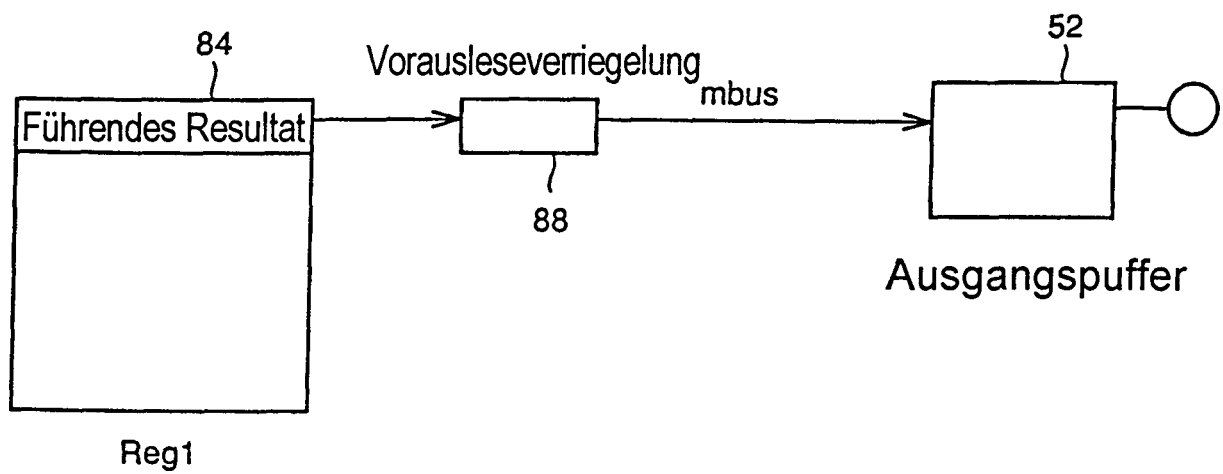 84
Vorausleseverriegelung
52
mbus
Führendes Resultat
88
Ausgangspuffer
Reg1